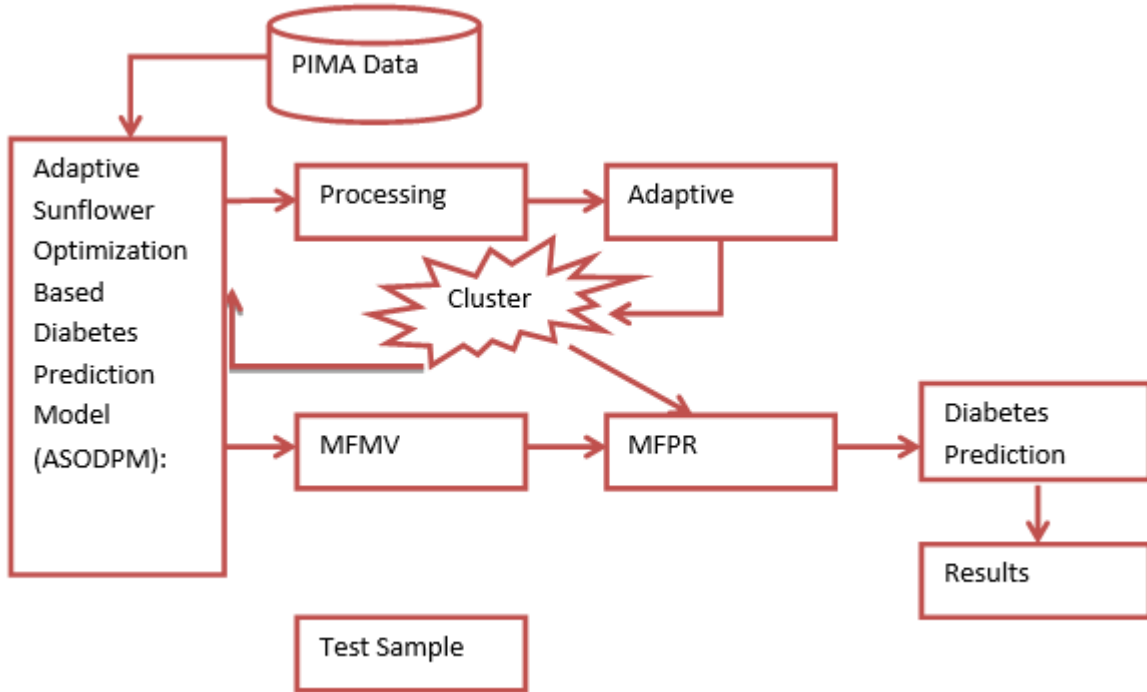 PIMA Data
Adaptive
Sunflower
Optimization
Based
Diabetes
Prediction
Model
(ASODPM):
Processing
Adaptive
Cluster
MFMV
MFPR
Diabetes
Prediction
Results
Test Sample